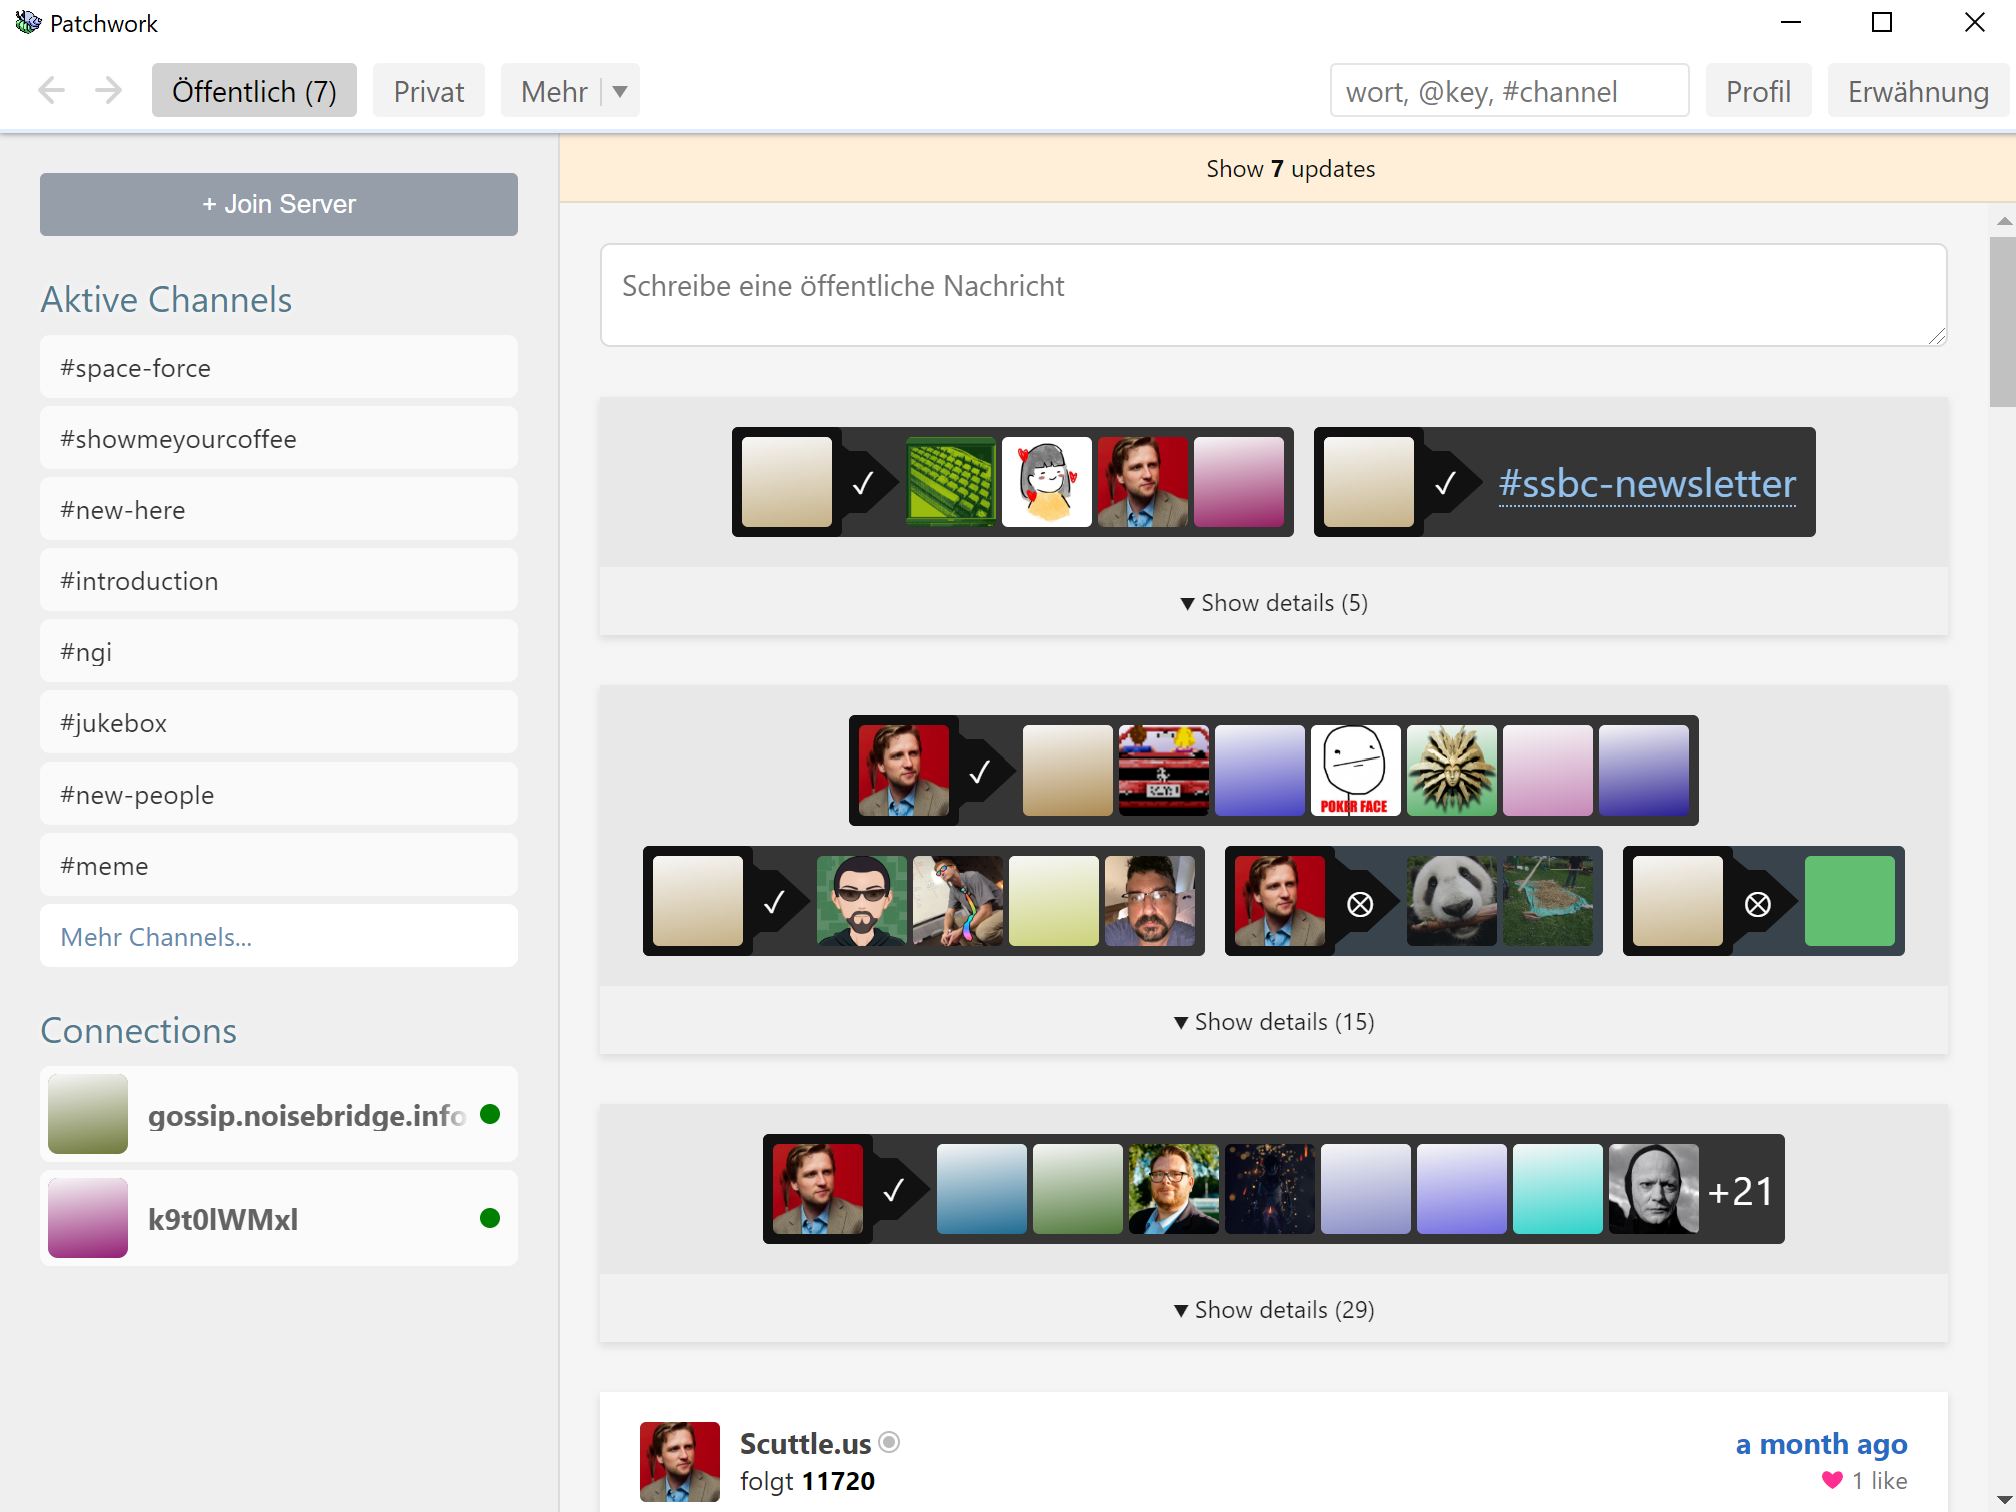 Patchwork
Öffentlich (7)
Privat
Mehr
wort, @key, #channel
Profil
Erwähnung
+ Join Server
Aktive Channels
#space-force
#showmeyourcoffee
#new-here
#introduction
#ngi
#jukebox
#new-people
#meme
Mehr Channels...
Connections
gossip.noisebridge.info
k9t0lWMxl
Show 7 updates
Schreibe eine öffentliche Nachricht
#ssbc-newsletter
Show details (5)
POKER FACE
Show details (15)
+21
Show details (29)
Scuttle.us
folgt 11720
a month ago
1 like